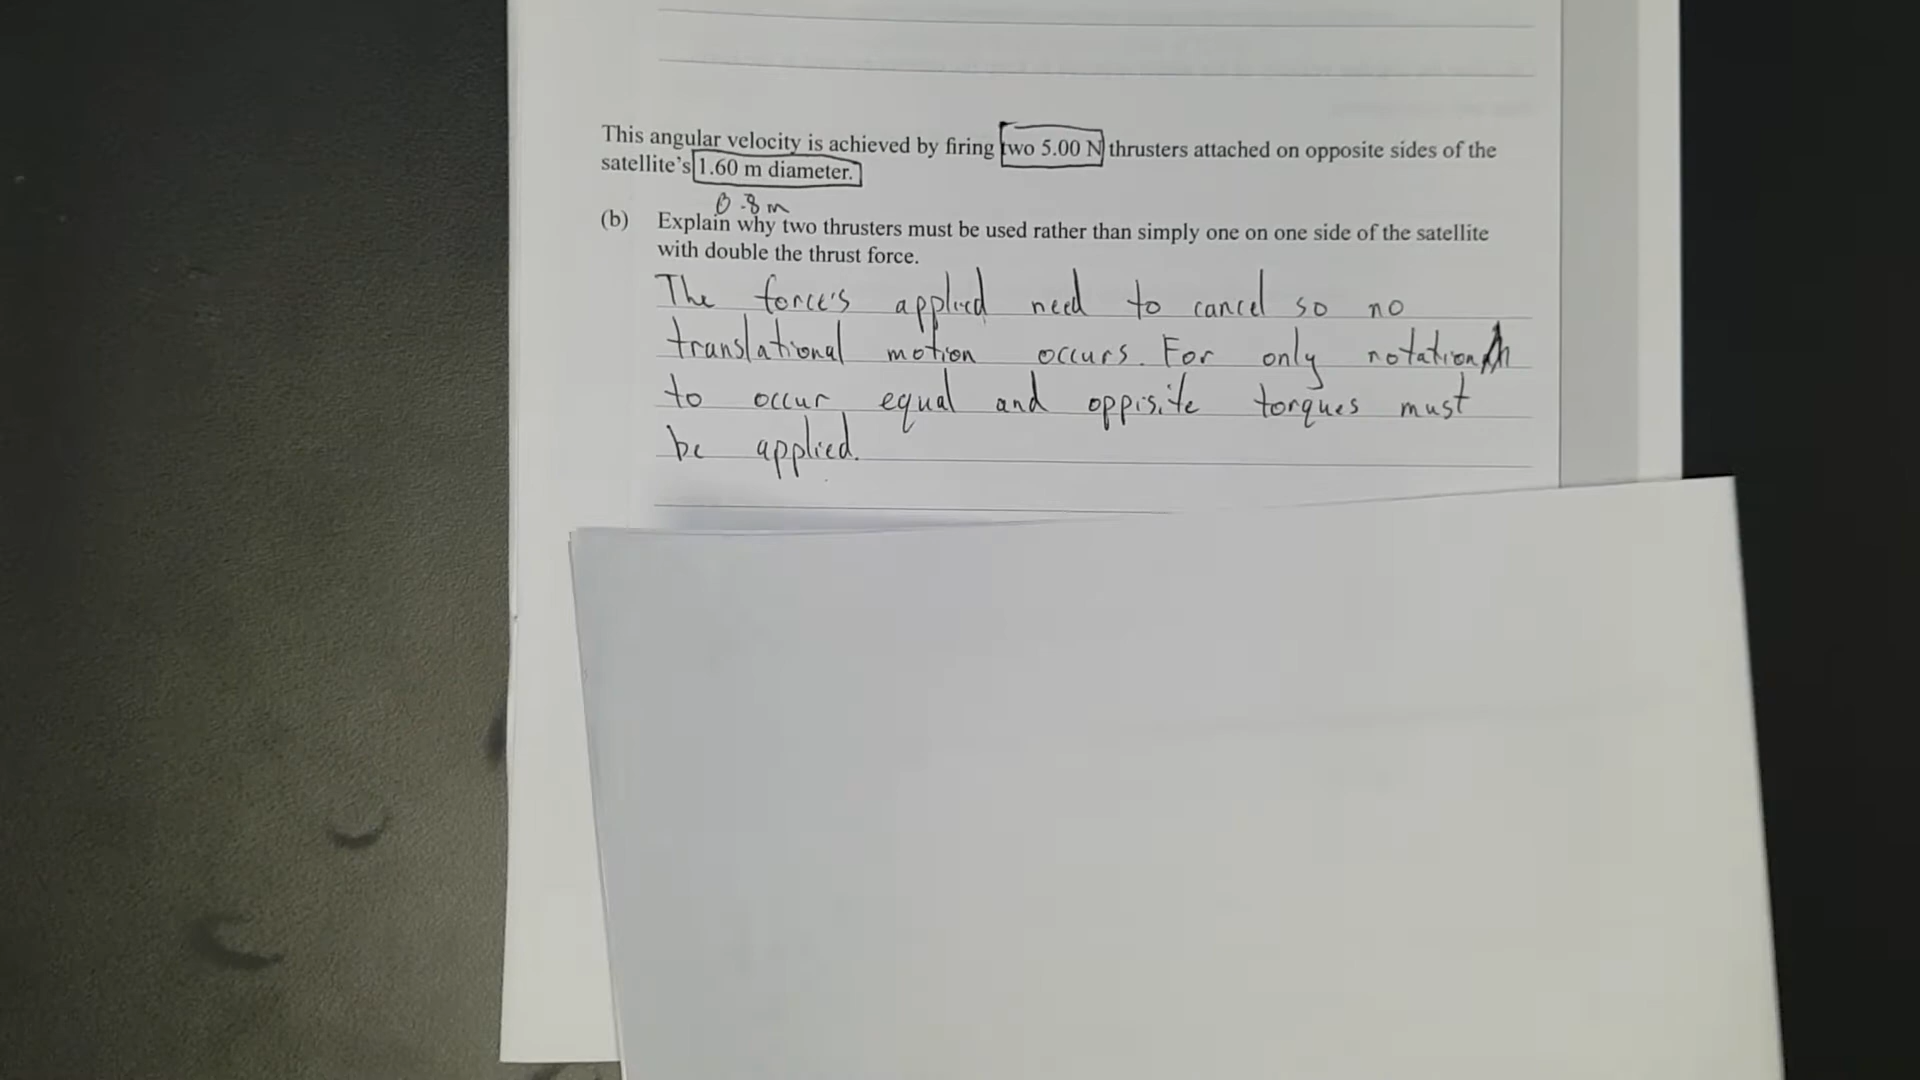 This angular velocity is achieved by firing two 5.00 N thrusters attached on opposite sides of the
satellite's 1.60 m diameter.
0.8 m
(b) Explain why two thrusters must be used rather than simply one on one side of the satellite
with double the thrust force.
The force's applied need to cancel so no
translational motion occurs. For only rotation
to occur equal and oppisite torques must
be applied.